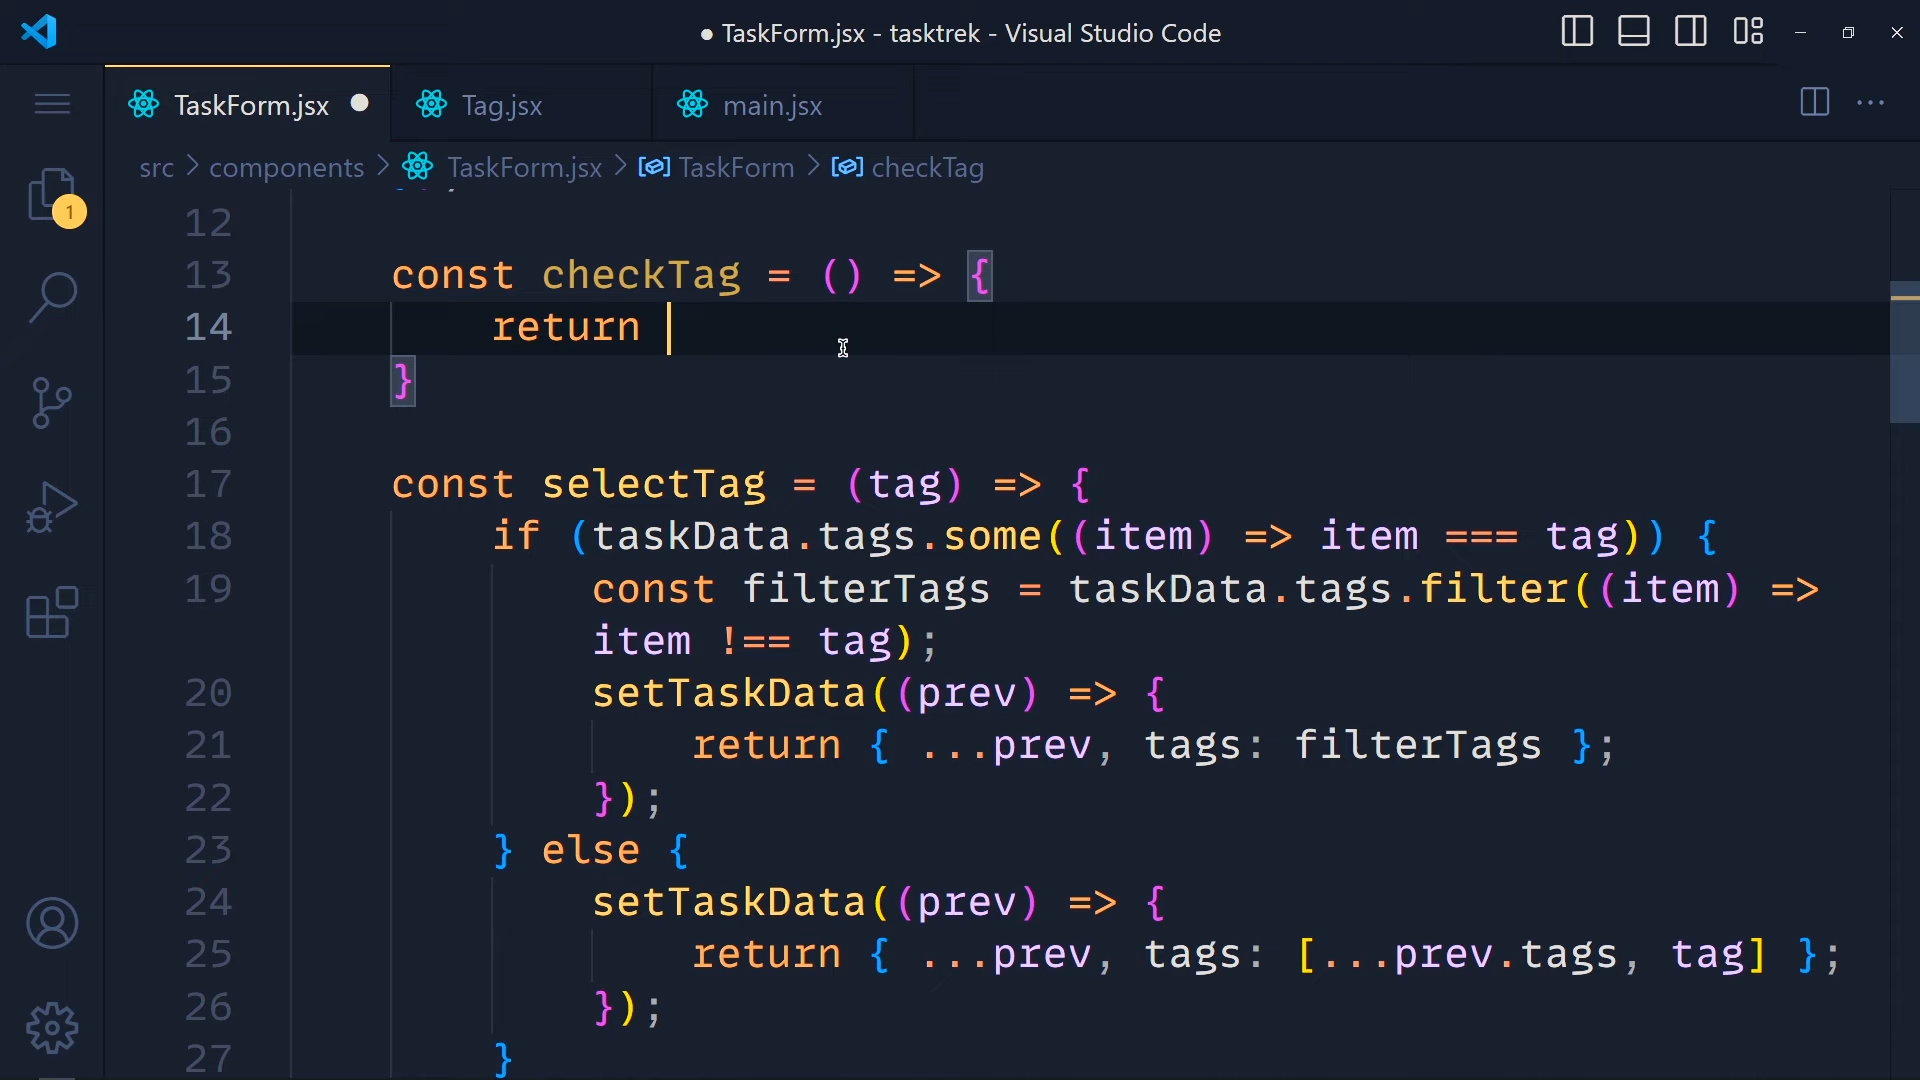 ● TaskForm.jsx - tasktrek - Visual Studio Code
TaskForm.jsx ● Tag.jsx main.jsx
src > components > TaskForm.jsx > TaskForm > checkTag
1
12
13 const checkTag = () => {
14 return
15 }
16
17 const selectTag = (tag) => {
18 if (taskData.tags.some((item) => item === tag)) {
19 const filterTags = taskData.tags.filter((item) =>
item !== tag);
20 setTaskData((prev) => {
21 return { ...prev, tags: filterTags };
22 });
23 } else {
24 setTaskData((prev) => {
25 return { ...prev, tags: [...prev.tags, tag] };
26 });
27 }